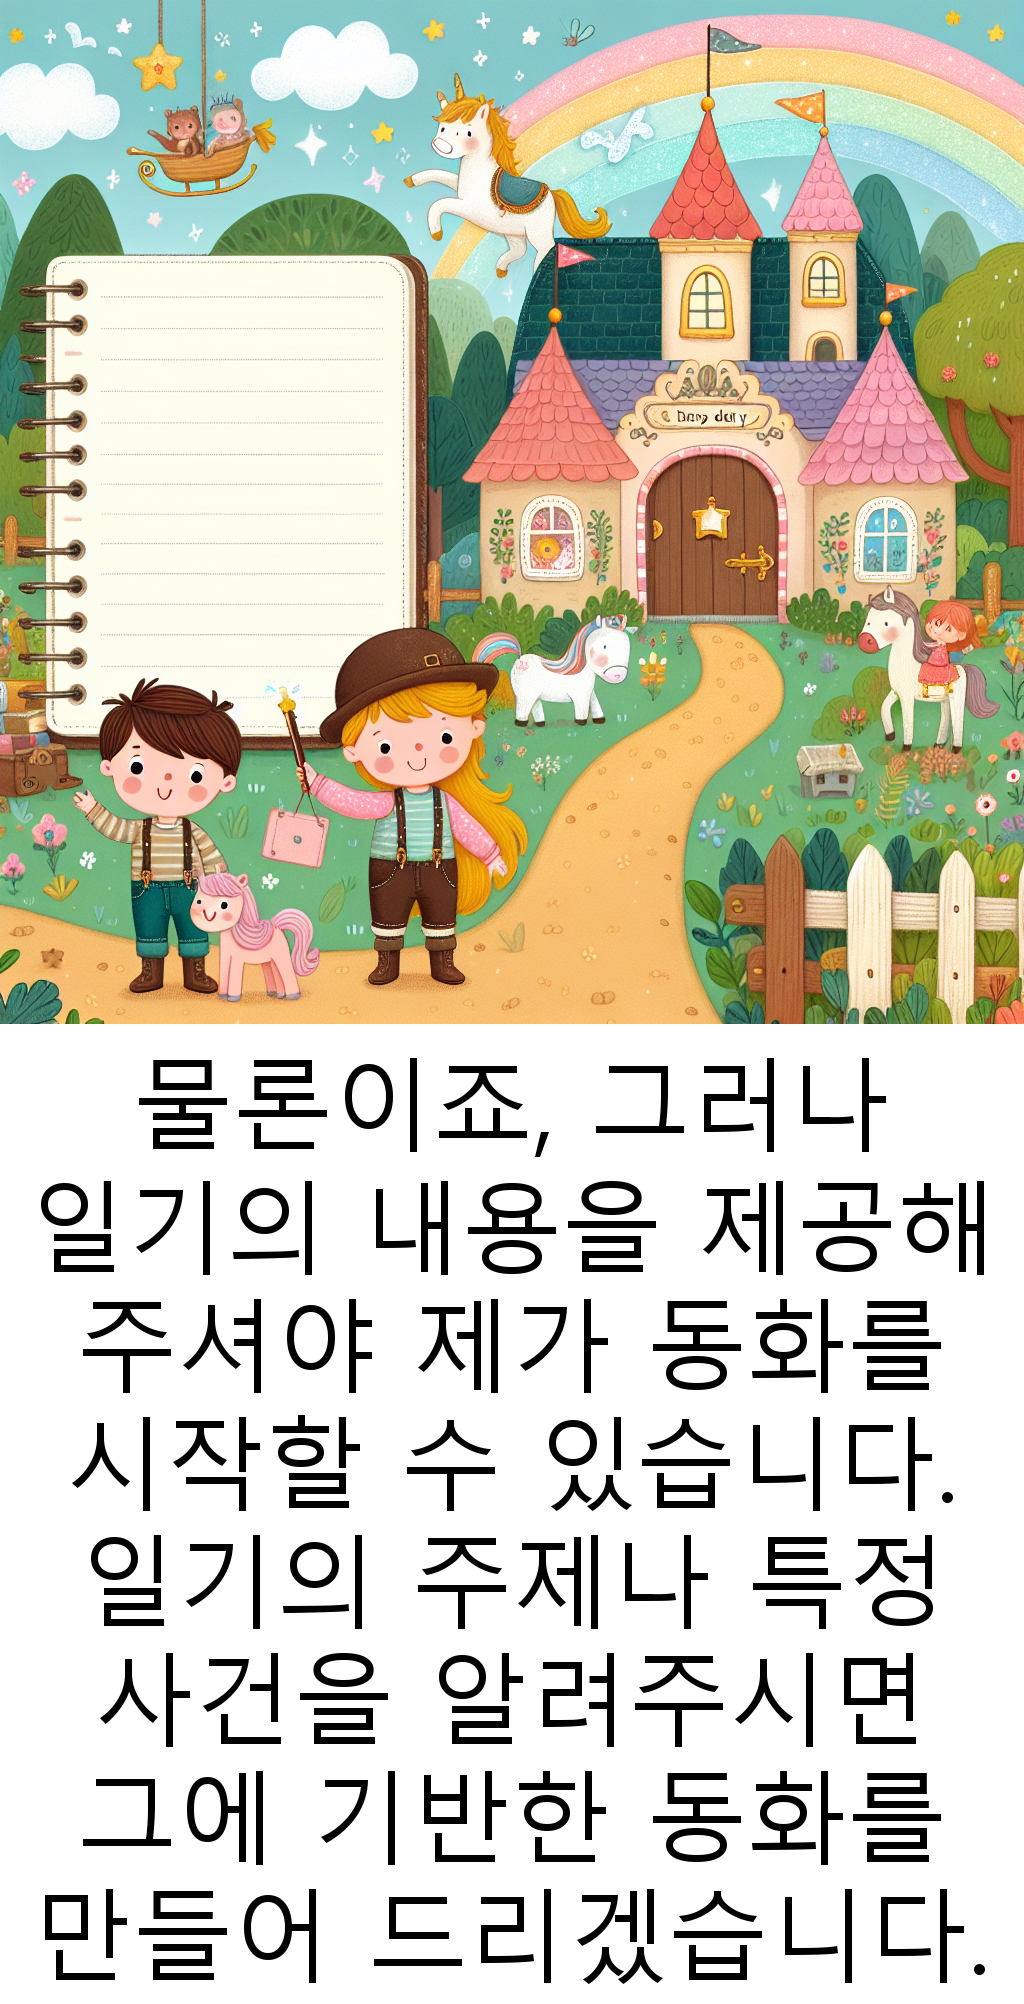 물론이죠, 그러나
일기의 내용을 제공해
주셔야 제가 동화를
시작할 수 있습니다.
일기의 주제나 특정
사건을 알려주시면
그에 기반한 동화를
만들어 드리겠습니다.